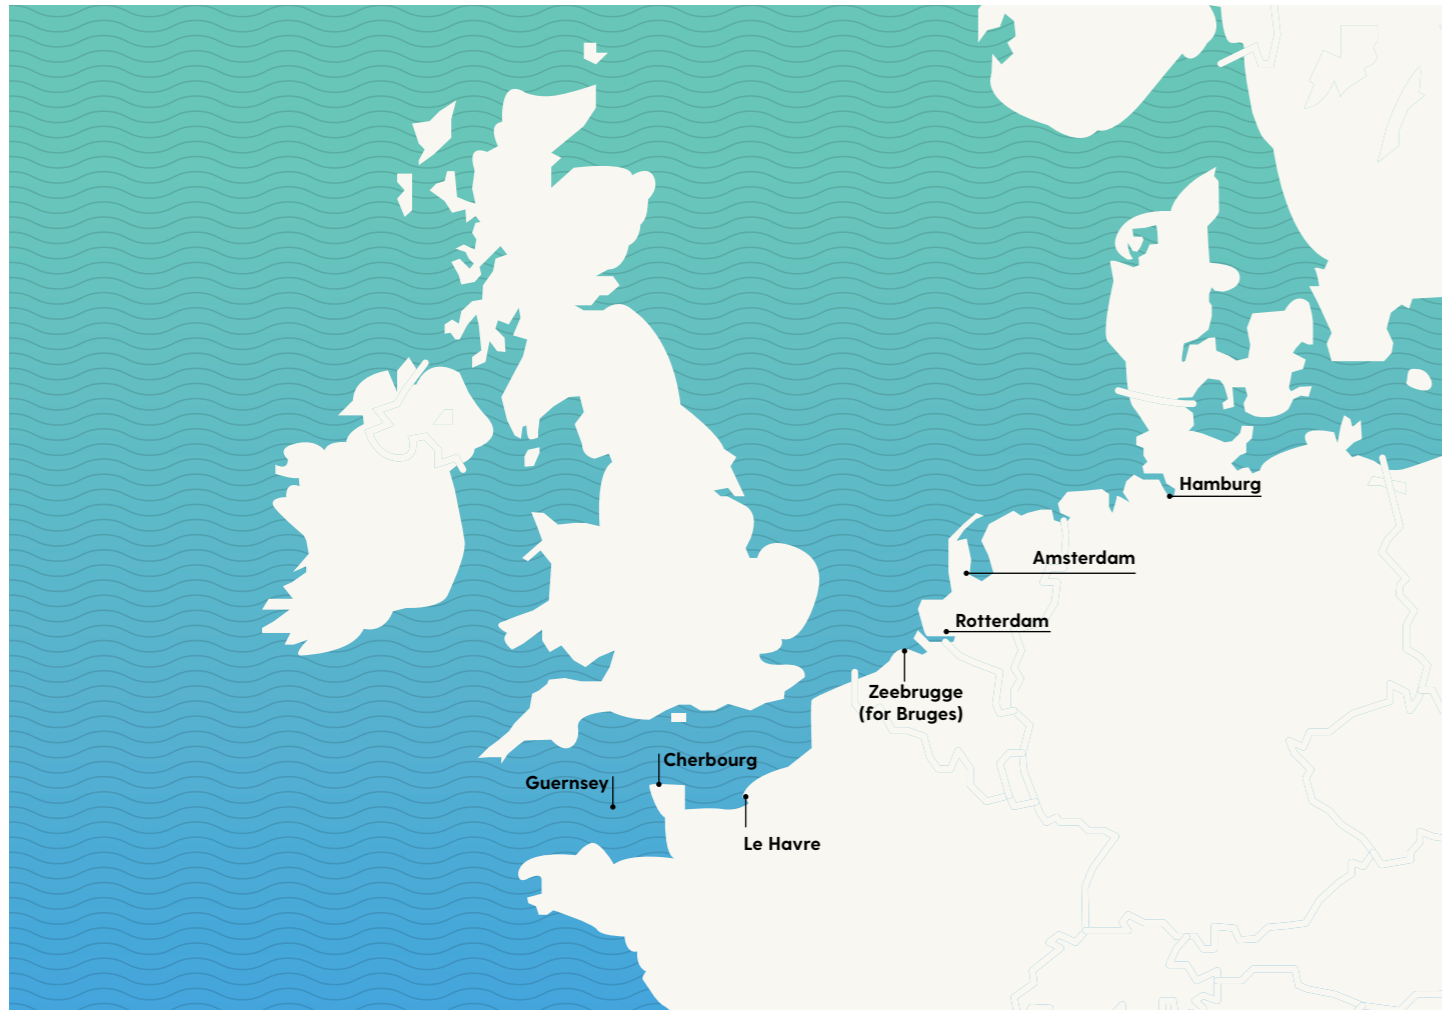 Hamburg
Amsterdam
Rotterdam
Zeebrugge
(for Bruges)
Cherbourg
Guernsey
Le Havre